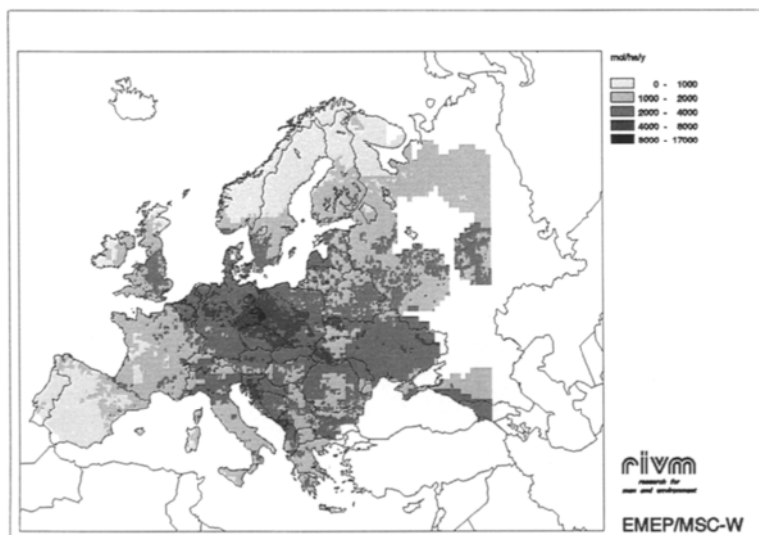 mol/ha/y
0 - 1000
1000 - 2000
2000 - 4000
4000 - 8000
8000 - 17000
rivm
research for
man and environment
EMEP/MSC-W